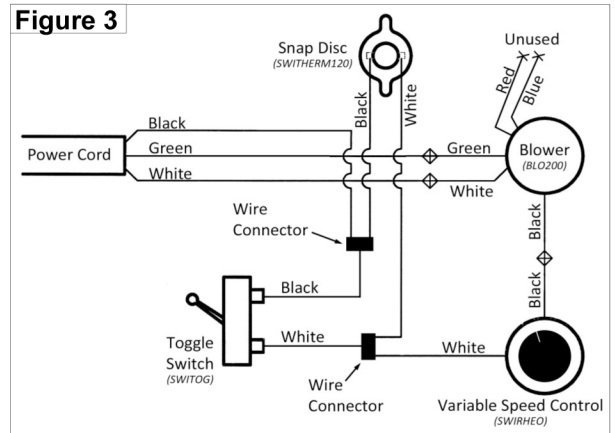 Figure 3
Snap Disc
(SWITHERM120)
Unused
Red
Blue
Black
White
Black
Power Cord
Green
Green
Blower
(BLO200)
White
White
Wire
Connector
Black
Black
Black
Toggle
Switch
(SWITOG)
White
White
Wire
Connector
Variable Speed Control
(SWIRHEO)